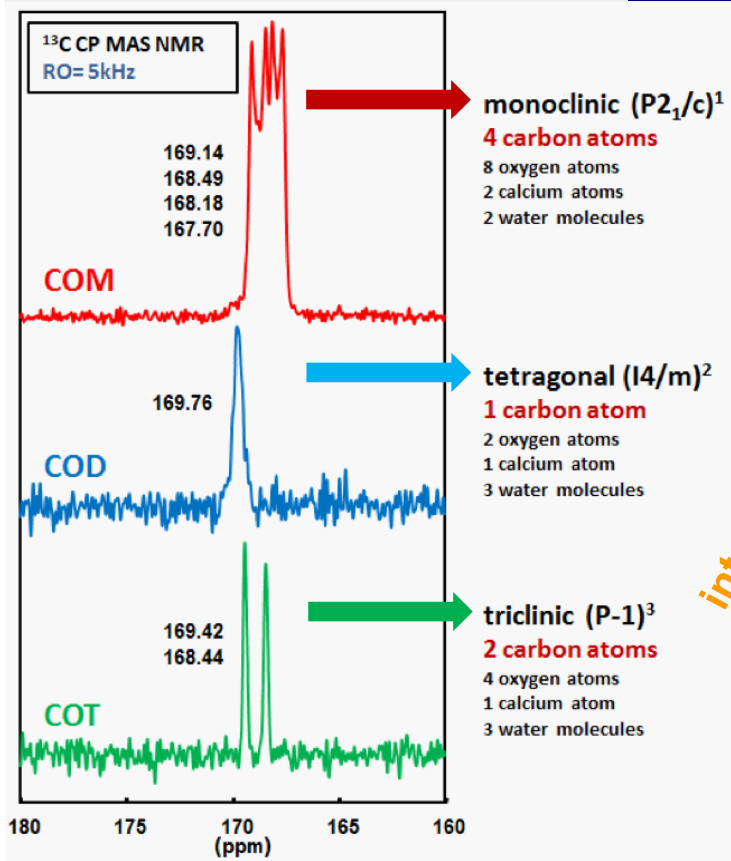 ¹³C CP MAS NMR
RO= 5kHz
169.14
168.49
168.18
167.70
COM
monoclinic (P2₁/c)¹
4 carbon atoms
8 oxygen atoms
2 calcium atoms
2 water molecules
169.76
COD
tetragonal (I4/m)²
1 carbon atom
2 oxygen atoms
1 calcium atom
3 water molecules
169.42
168.44
COT
triclinic (P-1)³
2 carbon atoms
4 oxygen atoms
1 calcium atom
3 water molecules
int
180 175 170 165 160
(ppm)